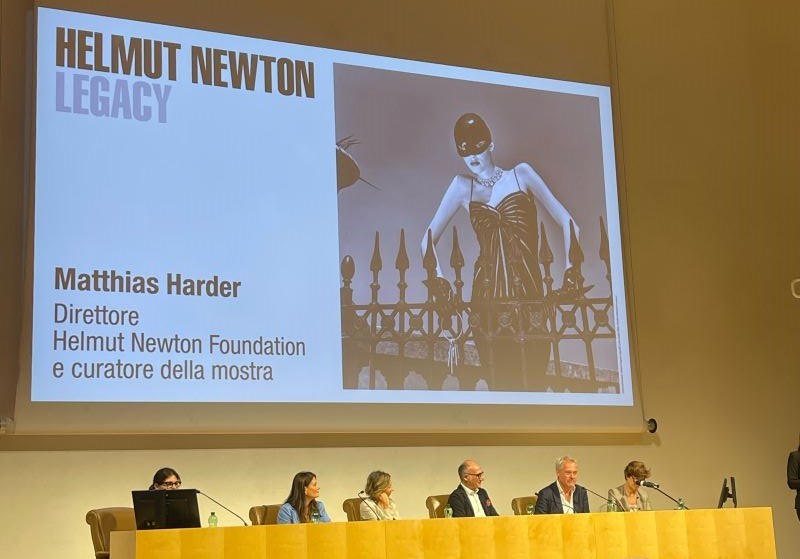 HELMUT NEWTON
LEGACY
Matthias Harder
Direttore
Helmut Newton Foundation
e curatore della mostra